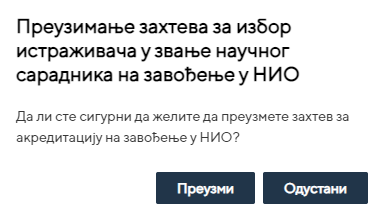 Преузимање захтева за избор
истраживача у звање научног
сарадника на завођење у НИО
Да ли сте сигурни да желите да преузмете захтев за
акредитацију на завођење у НИО?
Преузми Одустани